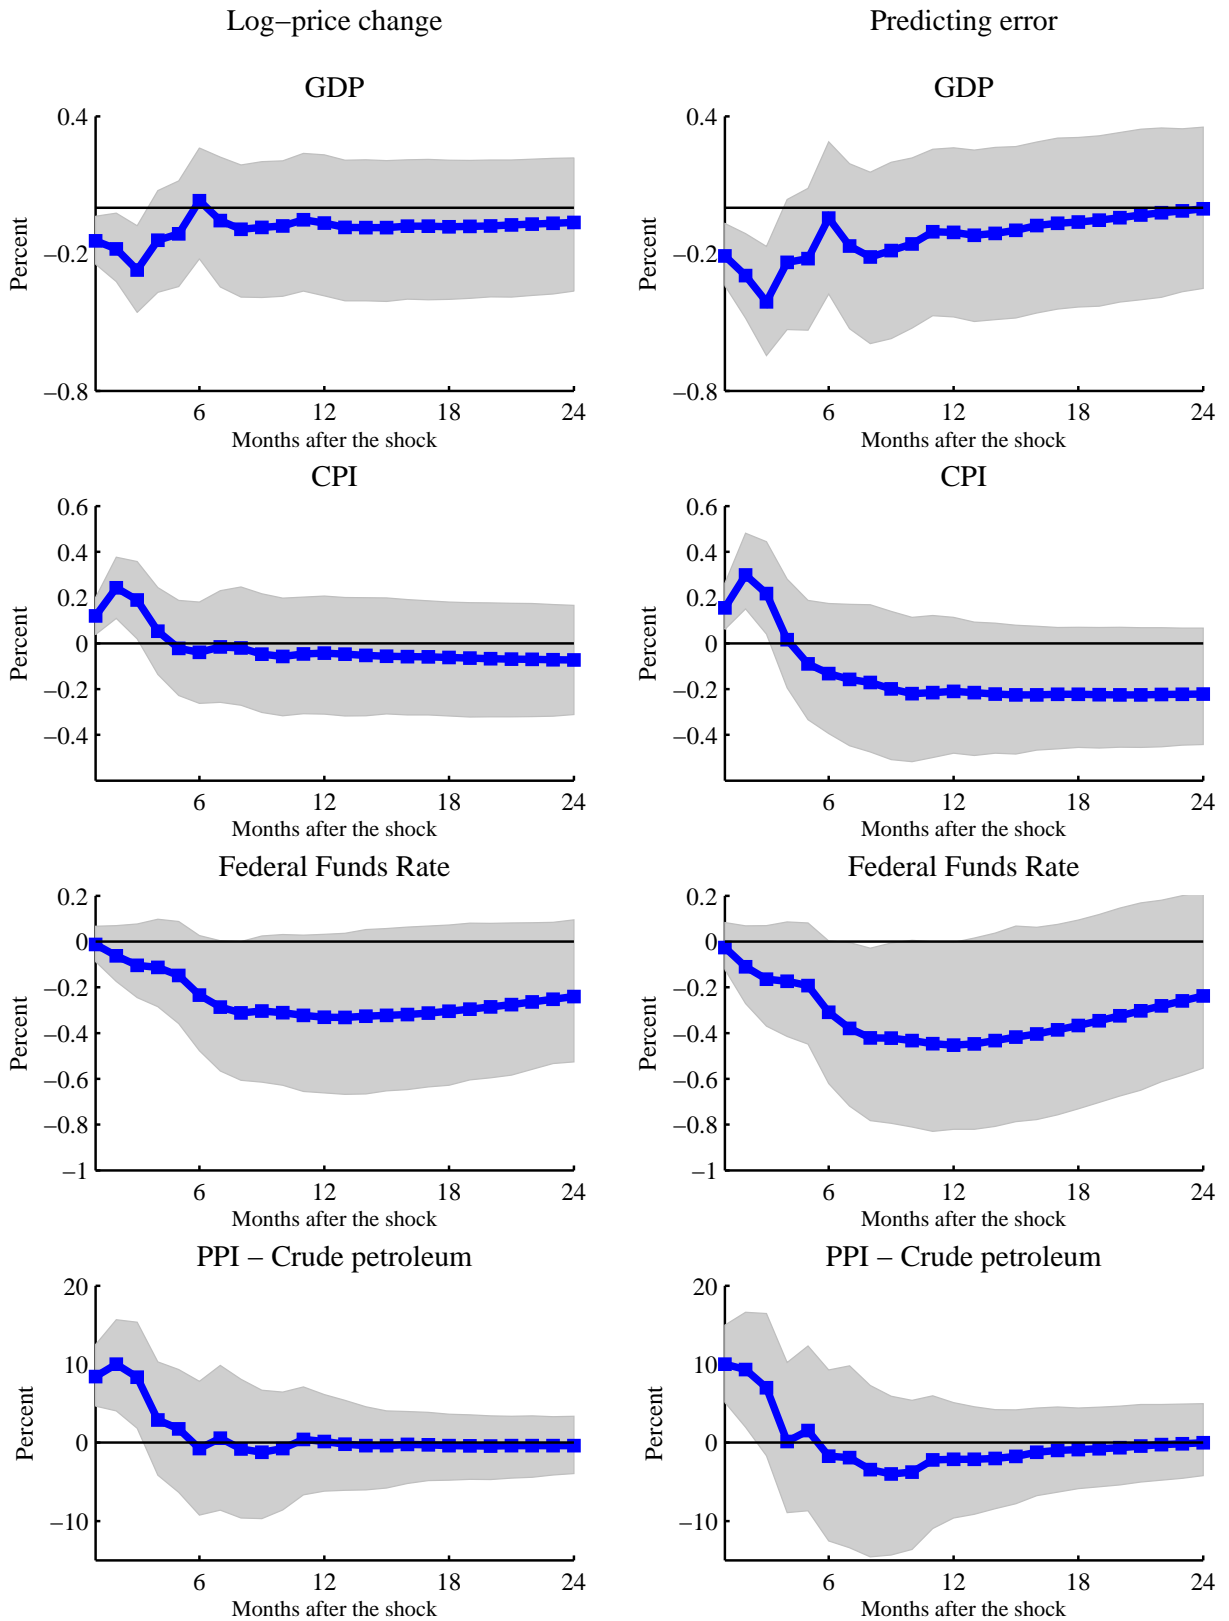 Log–price change
Predicting error
GDP
GDP
0.4
−0.2
−0.8
Percent
6 12 18 24
Months after the shock
0.4
−0.2
−0.8
Percent
6 12 18 24
Months after the shock
CPI
CPI
0.6
0.4
0.2
0
−0.2
−0.4
Percent
6 12 18 24
Months after the shock
0.6
0.4
0.2
0
−0.2
−0.4
Percent
6 12 18 24
Months after the shock
Federal Funds Rate
Federal Funds Rate
0.2
0
−0.2
−0.4
−0.6
−0.8
−1
Percent
6 12 18 24
Months after the shock
0.2
0
−0.2
−0.4
−0.6
−0.8
−1
Percent
6 12 18 24
Months after the shock
PPI – Crude petroleum
PPI – Crude petroleum
20
10
0
−10
Percent
6 12 18 24
Months after the shock
20
10
0
−10
Percent
6 12 18 24
Months after the shock